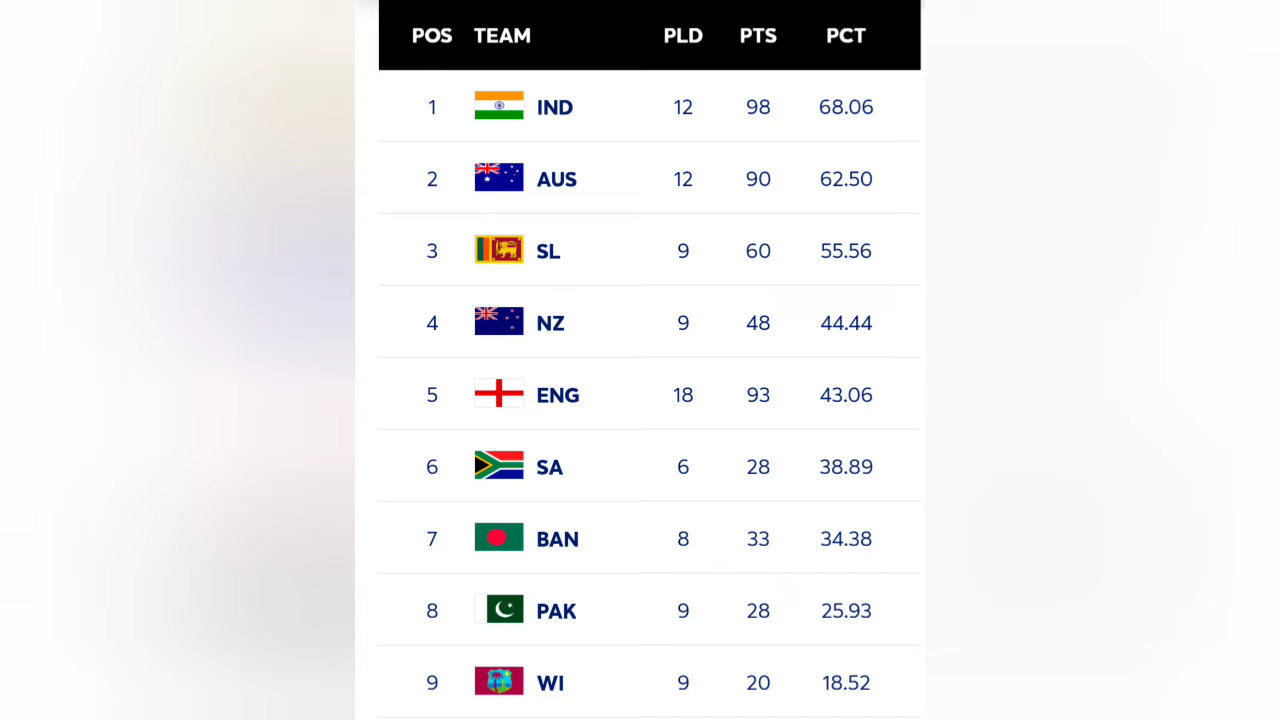 POS TEAM PLD PTS PCT
1 IND 12 98 68.06
2 AUS 12 90 62.50
3 SL 9 60 55.56
4 NZ 9 48 44.44
5 ENG 18 93 43.06
6 SA 6 28 38.89
7 BAN 8 33 34.38
8 PAK 9 28 25.93
9 WI 9 20 18.52